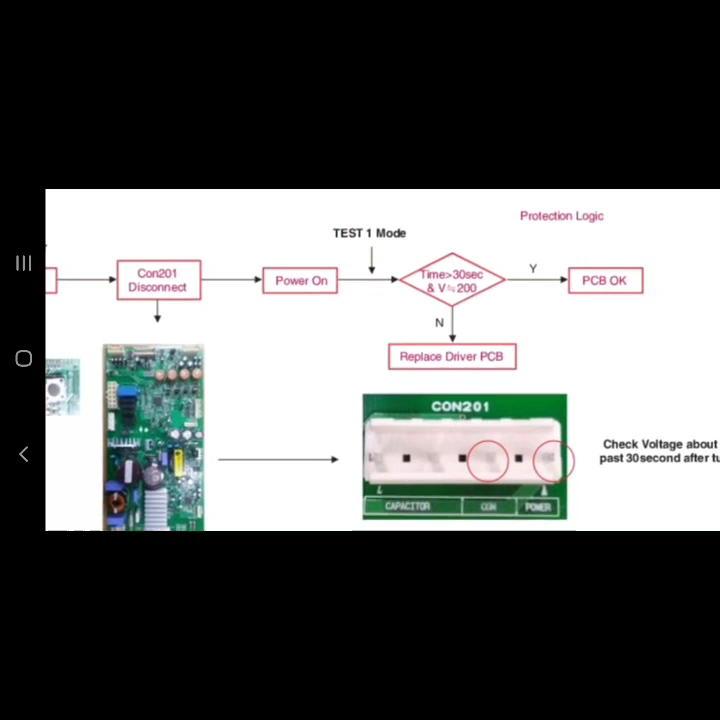 Protection Logic
TEST 1 Mode
Con201
Disconnect
Power On
Time>30sec
& V≒200
Y
PCB OK
N
Replace Driver PCB
CON201
Check Voltage about
past 30second after tu
L
CAPACITOR
COM
POWER